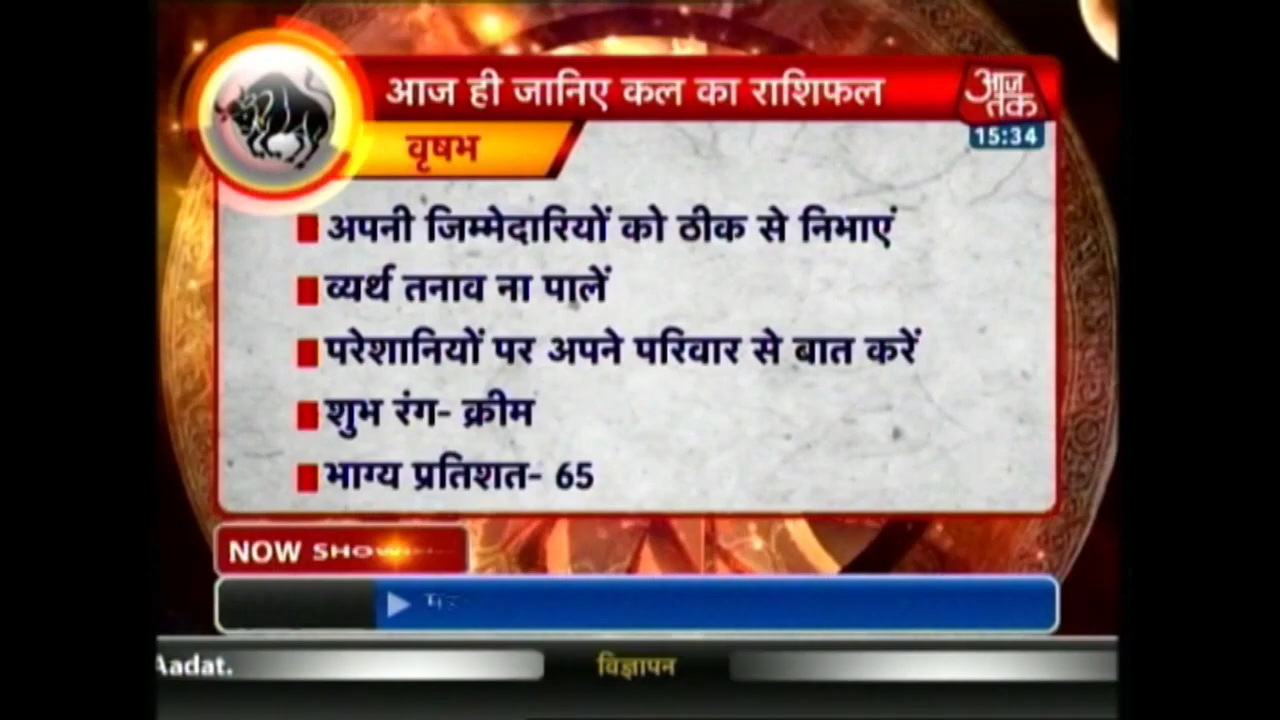 आज ही जानिए कल का राशिफल
आज तक
15:34
वृषभ
अपनी जिम्मेदारियों को ठीक से निभाएं
व्यर्थ तनाव ना पालें
परेशानियों पर अपने परिवार से बात करें
शुभ रंग- क्रीम
भाग्य प्रतिशत- 65
NOW
Aadat.
विज्ञापन